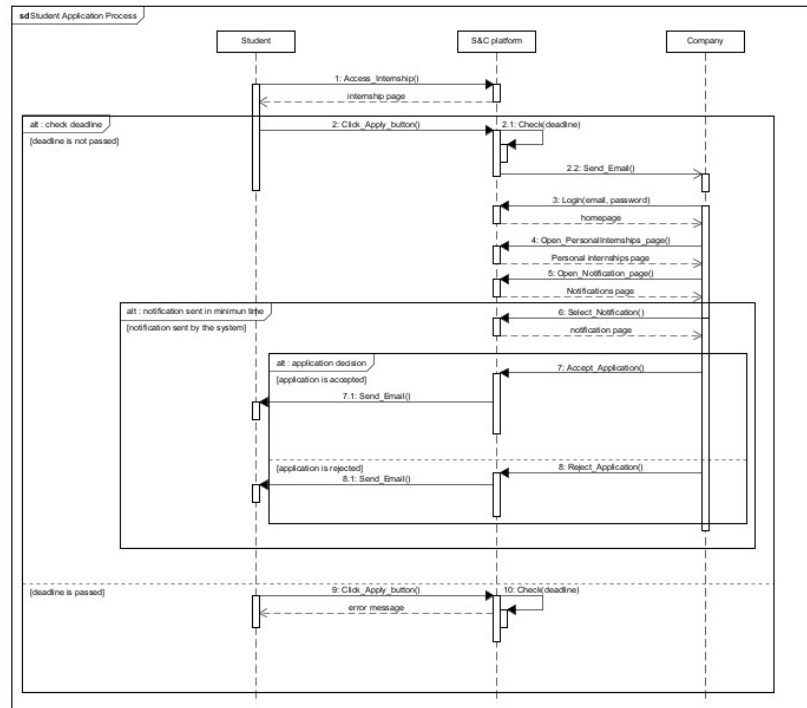 sd Student Application Process
Student
S&C platform
Company
1: Access_Internship()
internship page
alt : check deadline
[deadline is not passed]
2: Click_Apply_button()
2.1: Check(deadline)
2.2: Send_Email()
3: Login(email, password)
homepage
4: Open_PersonalInternships_page()
Personal internships page
5: Open_Notification_page()
Notifications page
alt : notification sent in minimun time
[notification sent by the system]
6: Select_Notification()
notification page
alt : application decision
[application is accepted]
7: Accept_Application()
7.1: Send_Email()
[application is rejected]
8: Reject_Application()
8.1: Send_Email()
[deadline is passed]
9: Click_Apply_button()
10: Check(deadline)
error message